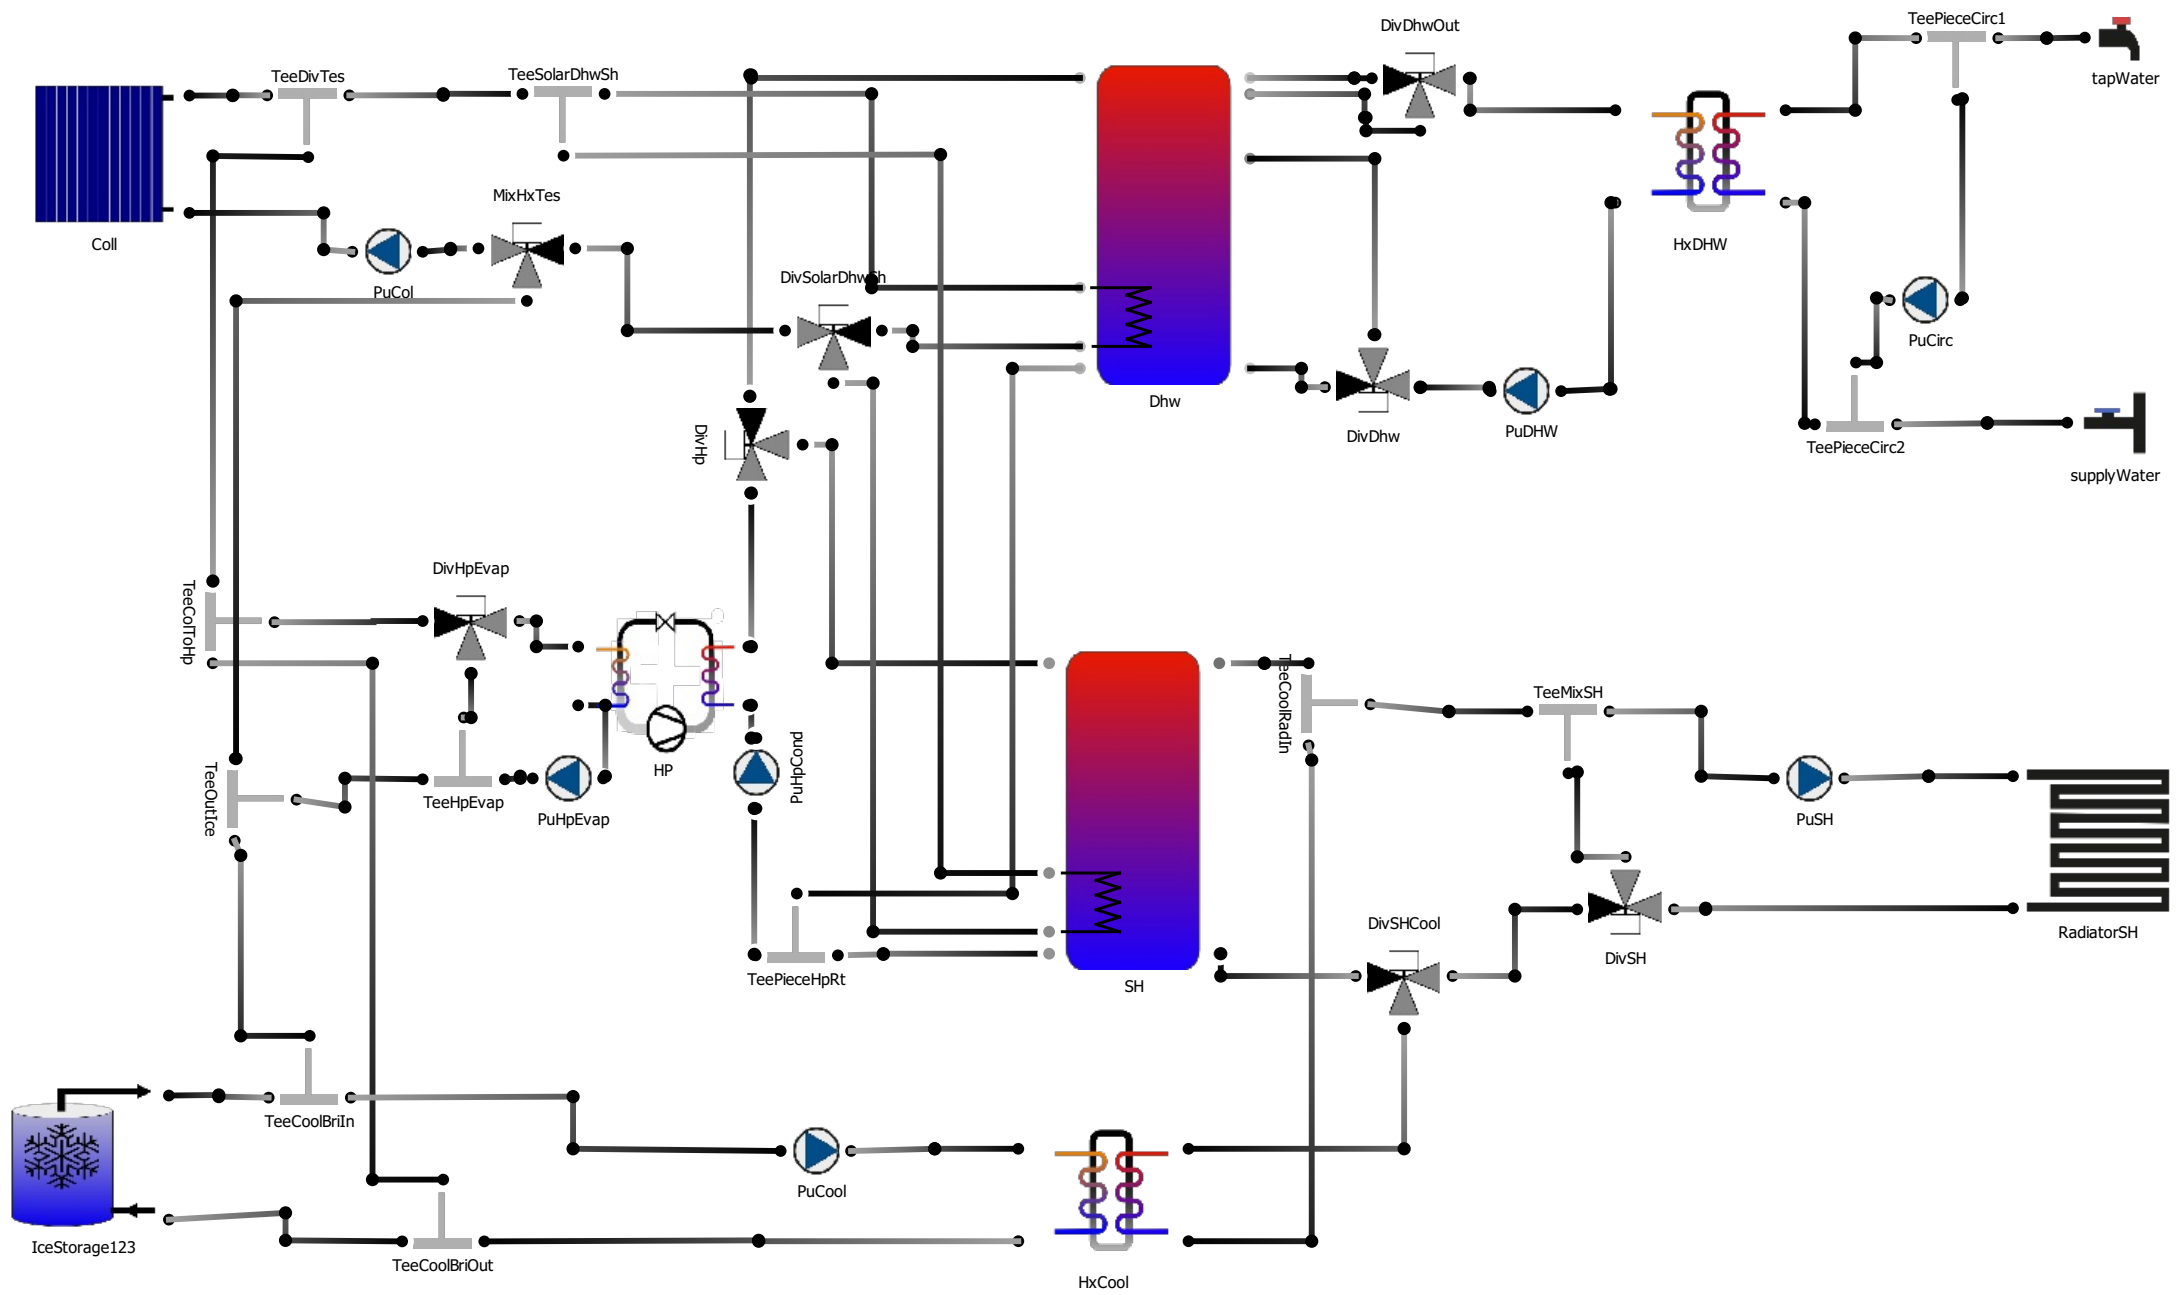 DivDhwOut
TeePieceCirc1
TeeDivTes
TeeSolarDhwSh
tapWater
MixHxTes
Coll
HxDHW
DivSolarDhwSh
PuCol
PuCirc
Dhw
DivHp
DivDhw
PuDHW
TeePieceCirc2
supplyWater
DivHpEvap
TeeColToHp
TeeCoolRadIn
TeeMixSH
HP
PuHpCond
TeeOutIce
TeeHpEvap
PuHpEvap
PuSH
DivSHCool
RadiatorSH
DivSH
TeePieceHpRt
SH
TeeCoolBriIn
PuCool
IceStorage123
TeeCoolBriOut
HxCool